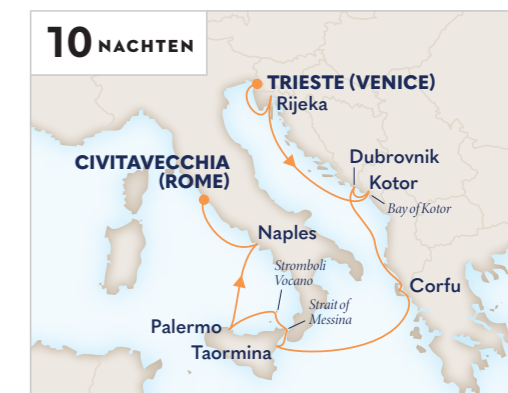 10 NACHTEN
TRIESTE (VENICE)
Rijeka
CIVITAVECCHIA
(ROME)
Dubrovnik
Kotor
Bay of Kotor
Naples
Stromboli
Vocano
Strait of
Messina
Corfu
Palermo
Taormina